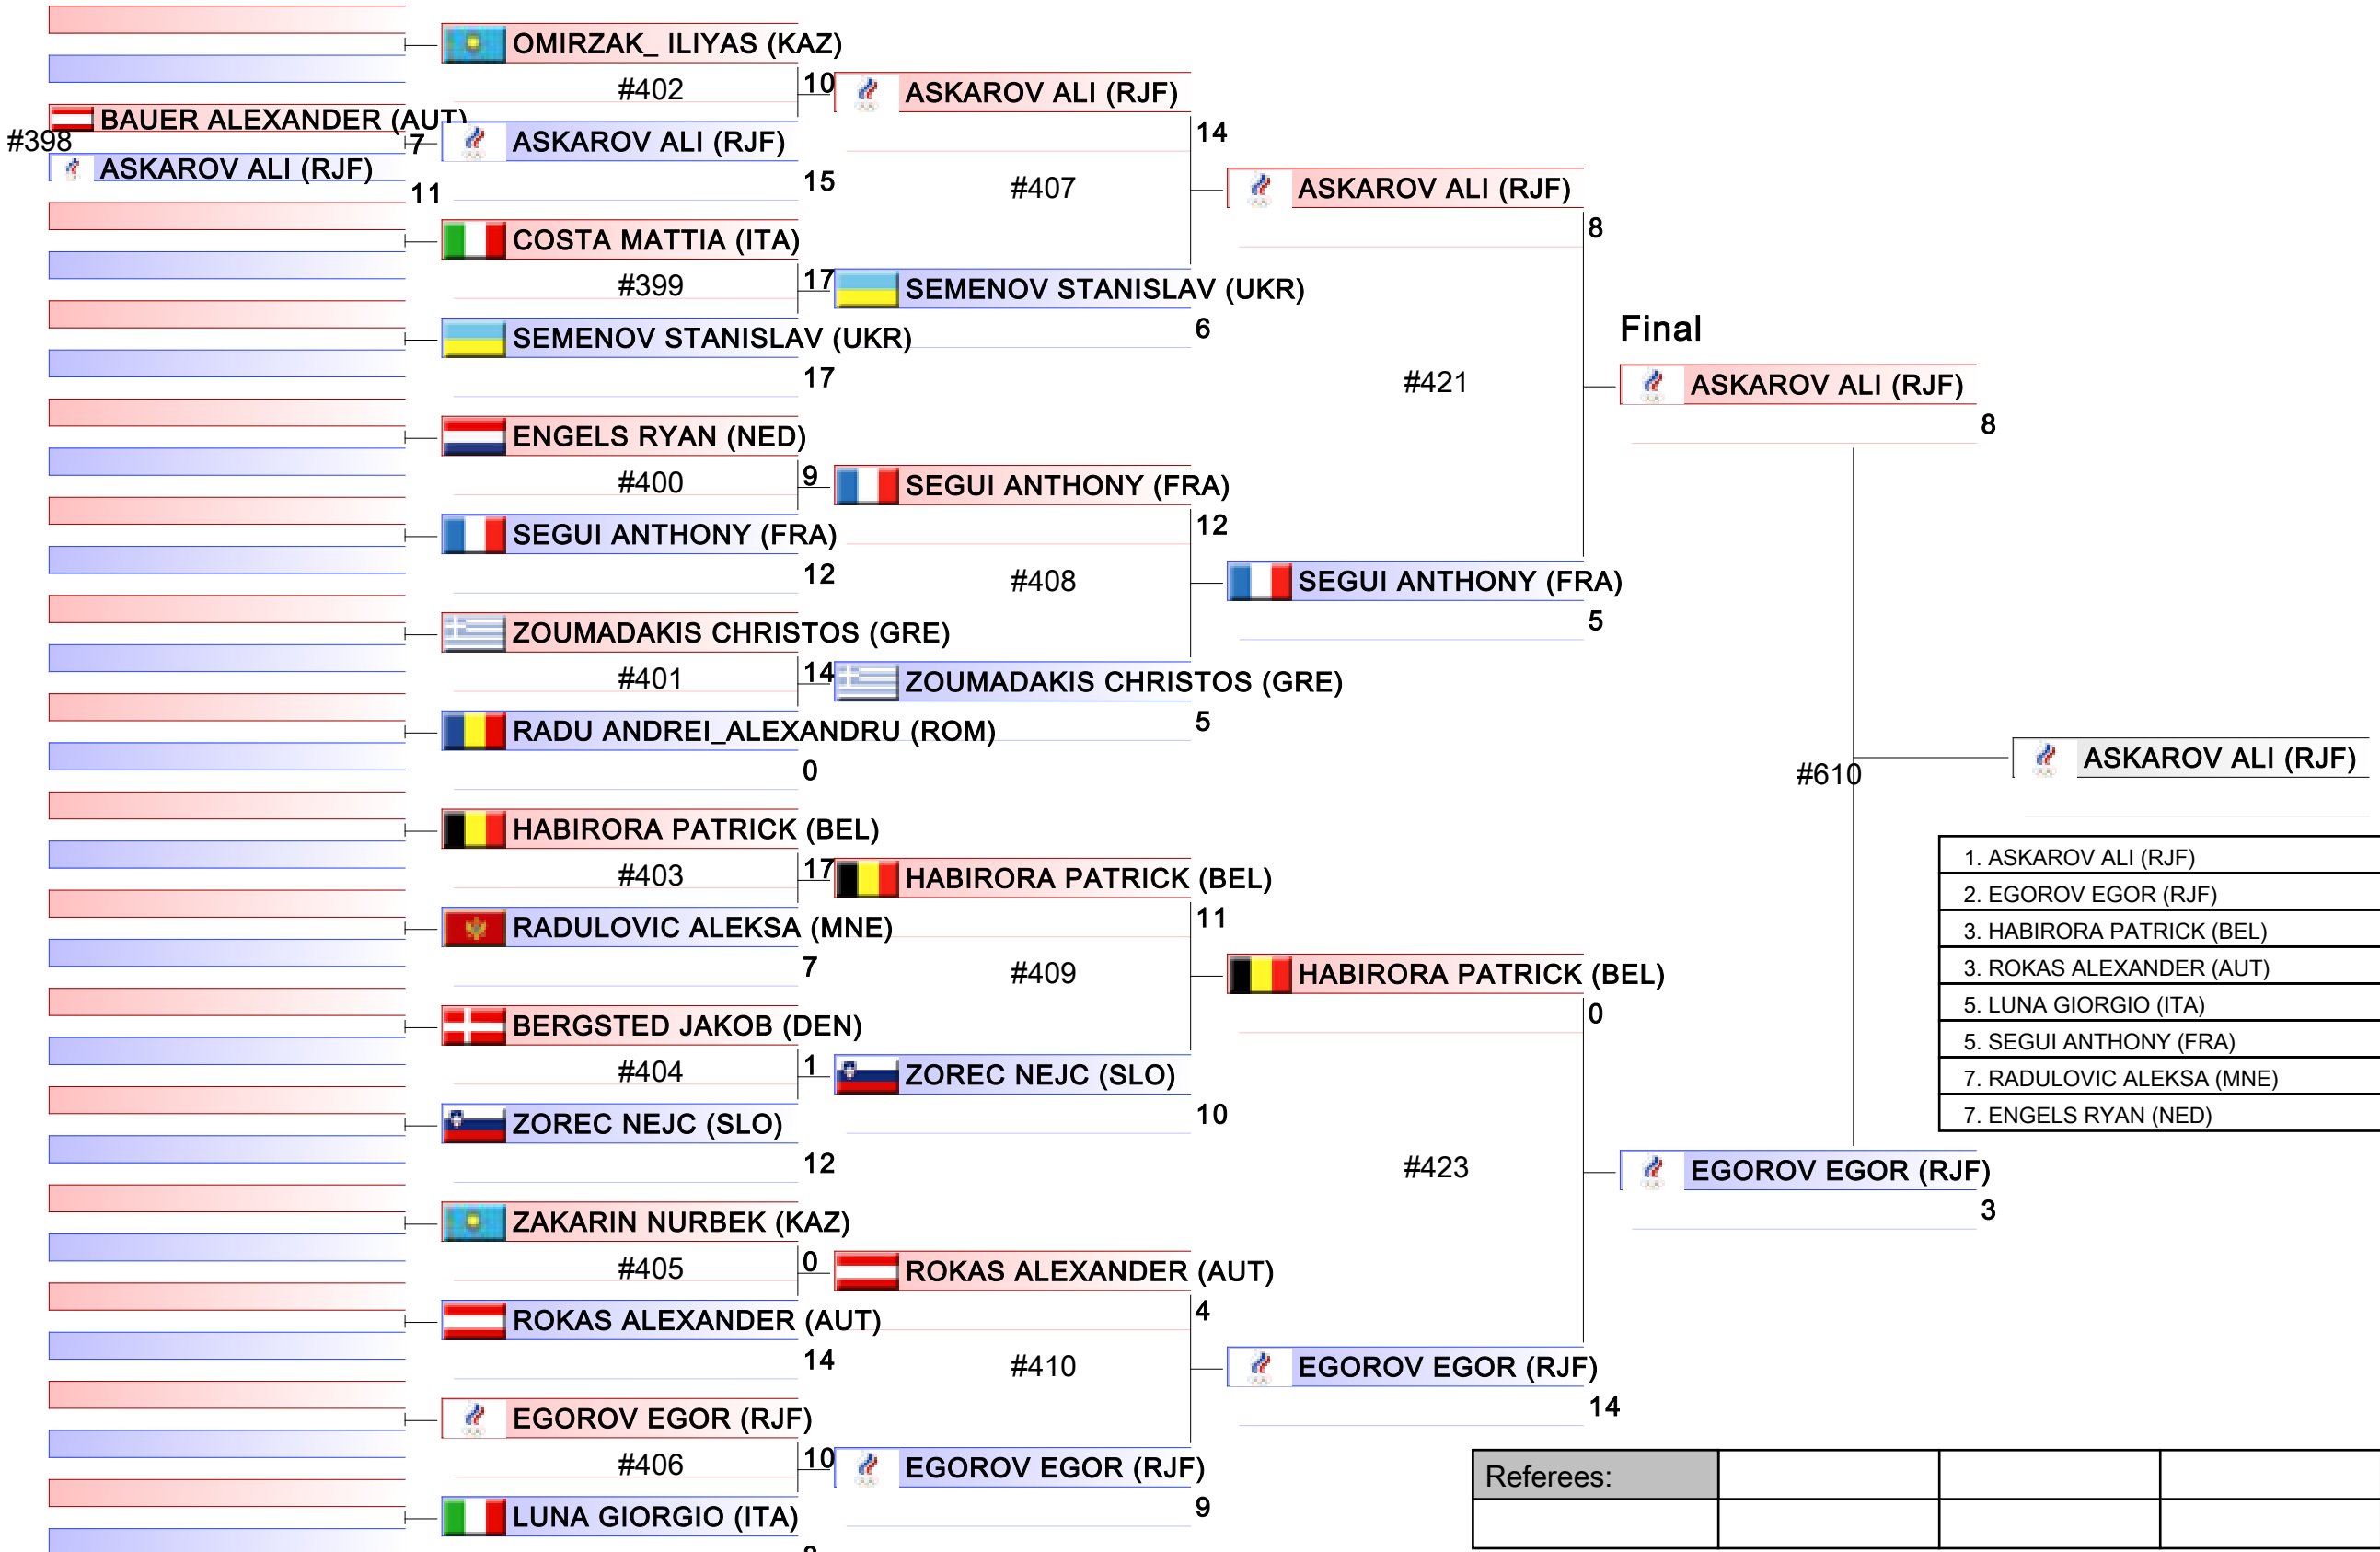 OMIRZAK_ ILIYAS (KAZ)
#402
10
ASKAROV ALI (RJF)
BAUER ALEXANDER (AUT)
#398
7
ASKAROV ALI (RJF)
14
ASKAROV ALI (RJF)
11
15
#407
ASKAROV ALI (RJF)
8
COSTA MATTIA (ITA)
#399
17
SEMENOV STANISLAV (UKR)
6
SEMENOV STANISLAV (UKR)
17
Final
#421
ASKAROV ALI (RJF)
8
ENGELS RYAN (NED)
#400
9
SEGUI ANTHONY (FRA)
12
SEGUI ANTHONY (FRA)
12
#408
SEGUI ANTHONY (FRA)
5
ZOUMADAKIS CHRISTOS (GRE)
#401
14
ZOUMADAKIS CHRISTOS (GRE)
5
RADU ANDREI_ALEXANDRU (ROM)
0
#610
ASKAROV ALI (RJF)
HABIRORA PATRICK (BEL)
#403
17
HABIRORA PATRICK (BEL)
11
RADULOVIC ALEKSA (MNE)
7
#409
HABIRORA PATRICK (BEL)
0
1. ASKAROV ALI (RJF)
2. EGOROV EGOR (RJF)
3. HABIRORA PATRICK (BEL)
3. ROKAS ALEXANDER (AUT)
5. LUNA GIORGIO (ITA)
5. SEGUI ANTHONY (FRA)
7. RADULOVIC ALEKSA (MNE)
7. ENGELS RYAN (NED)
BERGSTED JAKOB (DEN)
#404
1
ZOREC NEJC (SLO)
10
ZOREC NEJC (SLO)
12
#423
EGOROV EGOR (RJF)
3
ZAKARIN NURBEK (KAZ)
#405
0
ROKAS ALEXANDER (AUT)
4
ROKAS ALEXANDER (AUT)
14
#410
EGOROV EGOR (RJF)
14
EGOROV EGOR (RJF)
#406
10
EGOROV EGOR (RJF)
9
LUNA GIORGIO (ITA)
Referees: